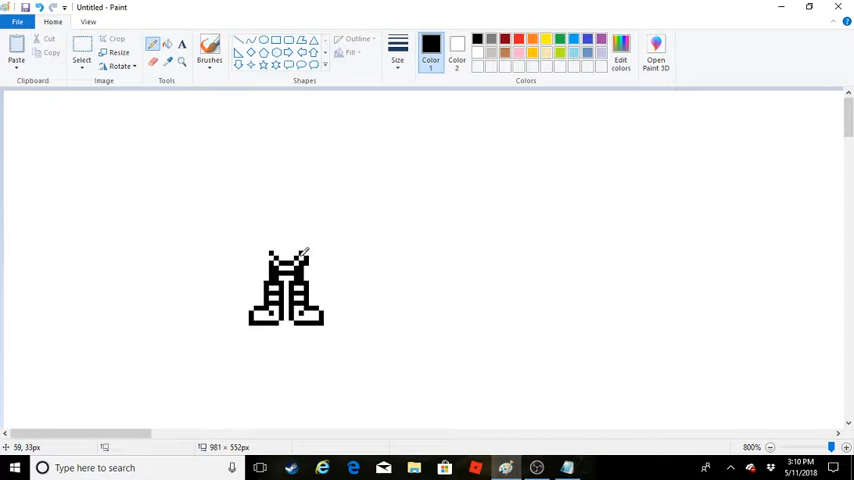 Untitled - Paint
File Home View
Paste
Cut
Copy
Clipboard
Select
Crop
Resize
Rotate
Image
A
Tools
Brushes
Outline
Fill
Shapes
Size
Color
1
Color
2
Edit
colors
Open
Paint 3D
Colors
59, 33px
981 × 552px
800%
Type here to search
3:10 PM
5/11/2018